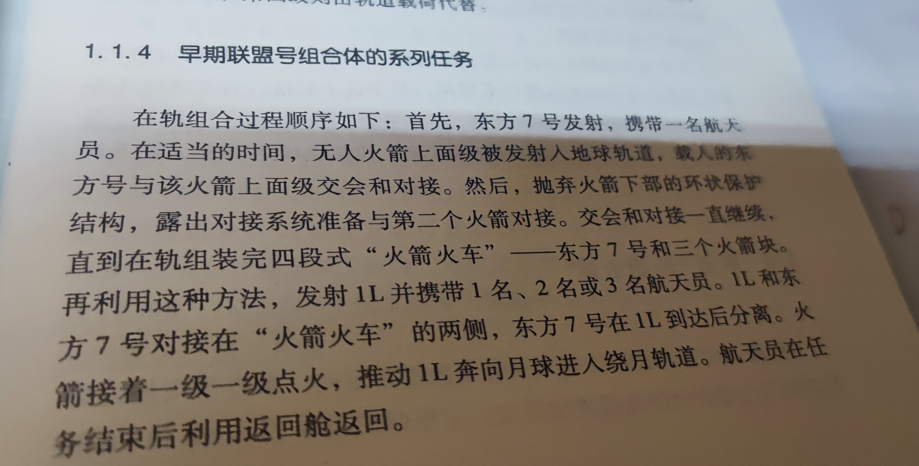 轨道载荷代替。
1.1.4 早期联盟号组合体的系列任务
在轨组合过程顺序如下：首先，东方7号发射，携带一名航天
员。在适当的时间，无人火箭上面级被发射入地球轨道，载人的东
方号与该火箭上面级交会和对接。然后，抛弃火箭下部的环状保护
结构，露出对接系统准备与第二个火箭对接。交会和对接一直继续，
直到在轨组装完四段式“火箭火车”——东方7号和三个火箭块。
再利用这种方法，发射1L并携带1名、2名或3名航天员。1L和东
方7号对接在“火箭火车”的两侧，东方7号在1L到达后分离。火
箭接着一级一级点火，推动1L奔向月球进入绕月轨道。航天员在任
务结束后利用返回舱返回。